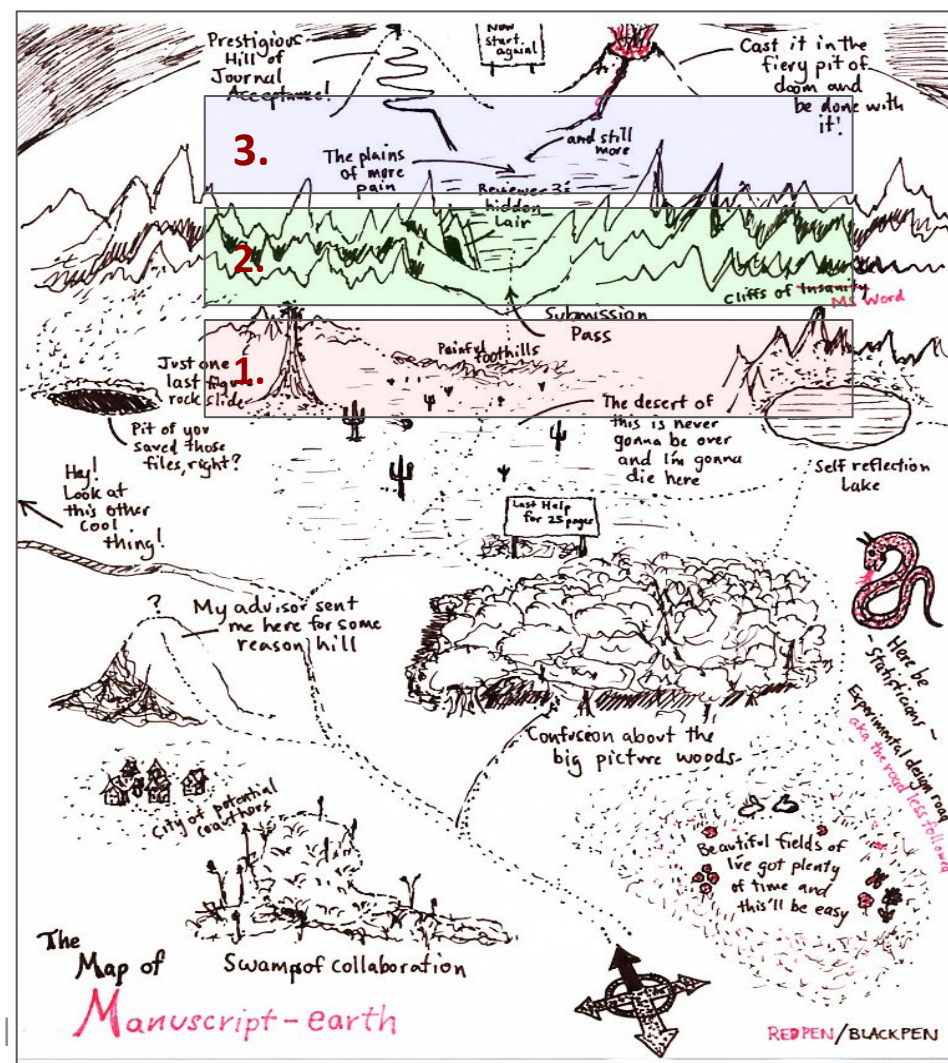 Prestigious
Hill of
Journal
Acceptance!
Now
start
again!
Cast it in the
fiery pit of
doom and
be done with
it!
3.
and still
more
The plains
of more
pain
Reviewer 3's
hidden
Lair
2.
Cliffs of Insanity
MS Word
Submission
Pass
1.
Painful
foothills
Just one
last figure
rock slide
Pit of you
saved those
files, right?
The desert of
this is never
gonna be over
and I'm gonna
die here
Self reflection
Lake
Hey!
Look at
this other
cool
thing!
Last Help
for 25 pages
?
My advisor sent
me here for some
reason hill
Here be
~ Statisticians ~
Experimental design road
aka the road less followed
Confusion about the
big picture woods
City of potential
coauthors
Beautiful fields of
I've got plenty
of time and
this'll be easy
Swamps of Collaboration
The
Map of
Manuscript-earth
REDPEN/BLACKPEN